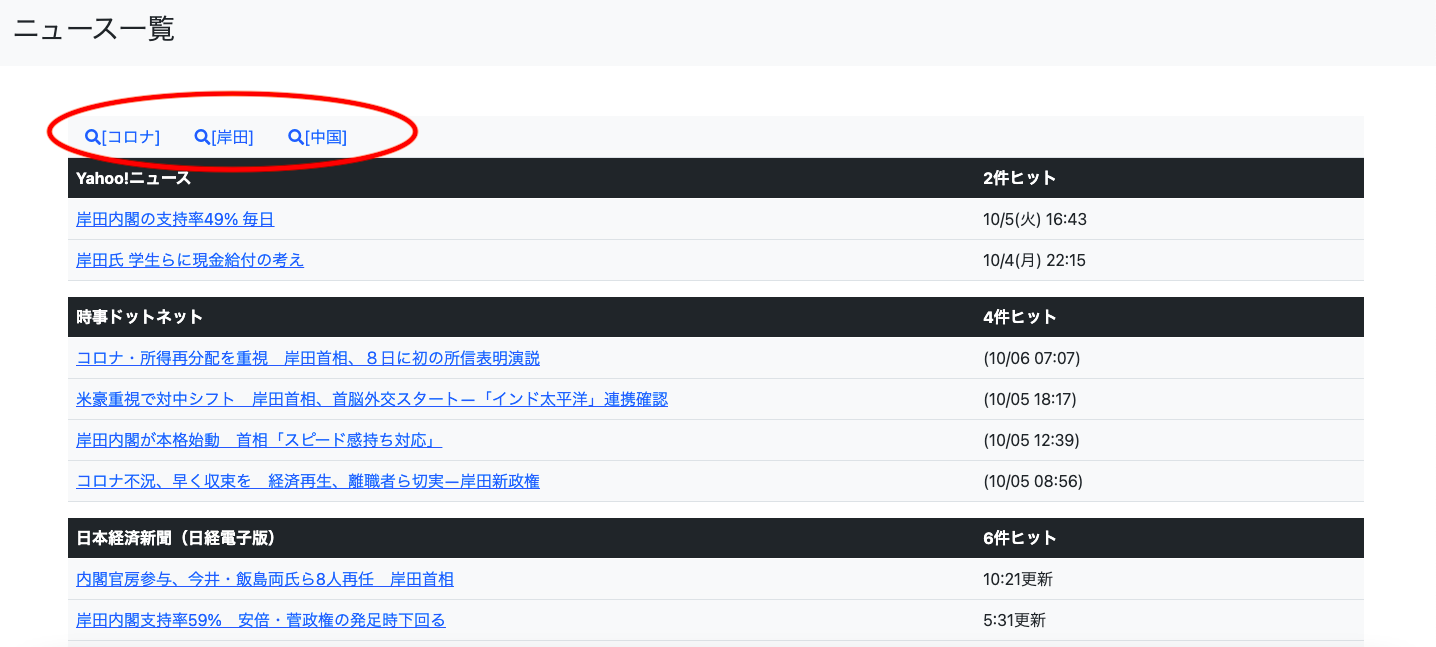 ニュース一覧
[コロナ] [岸田] [中国]
Yahoo!ニュース 2件ヒット
岸田内閣の支持率49% 毎日 10/5(火) 16:43
岸田氏 学生らに現金給付の考え 10/4(月) 22:15
時事ドットネット 4件ヒット
コロナ・所得再分配を重視　岸田首相、８日に初の所信表明演説 (10/06 07:07)
米豪重視で対中シフト　岸田首相、首脳外交スタート―「インド太平洋」連携確認 (10/05 18:17)
岸田内閣が本格始動　首相「スピード感持ち対応」 (10/05 12:39)
コロナ不況、早く収束を　経済再生、離職者ら切実―岸田新政権 (10/05 08:56)
日本経済新聞（日経電子版） 6件ヒット
内閣官房参与、今井・飯島両氏ら8人再任　岸田首相 10:21更新
岸田内閣支持率59%　安倍・菅政権の発足時下回る 5:31更新